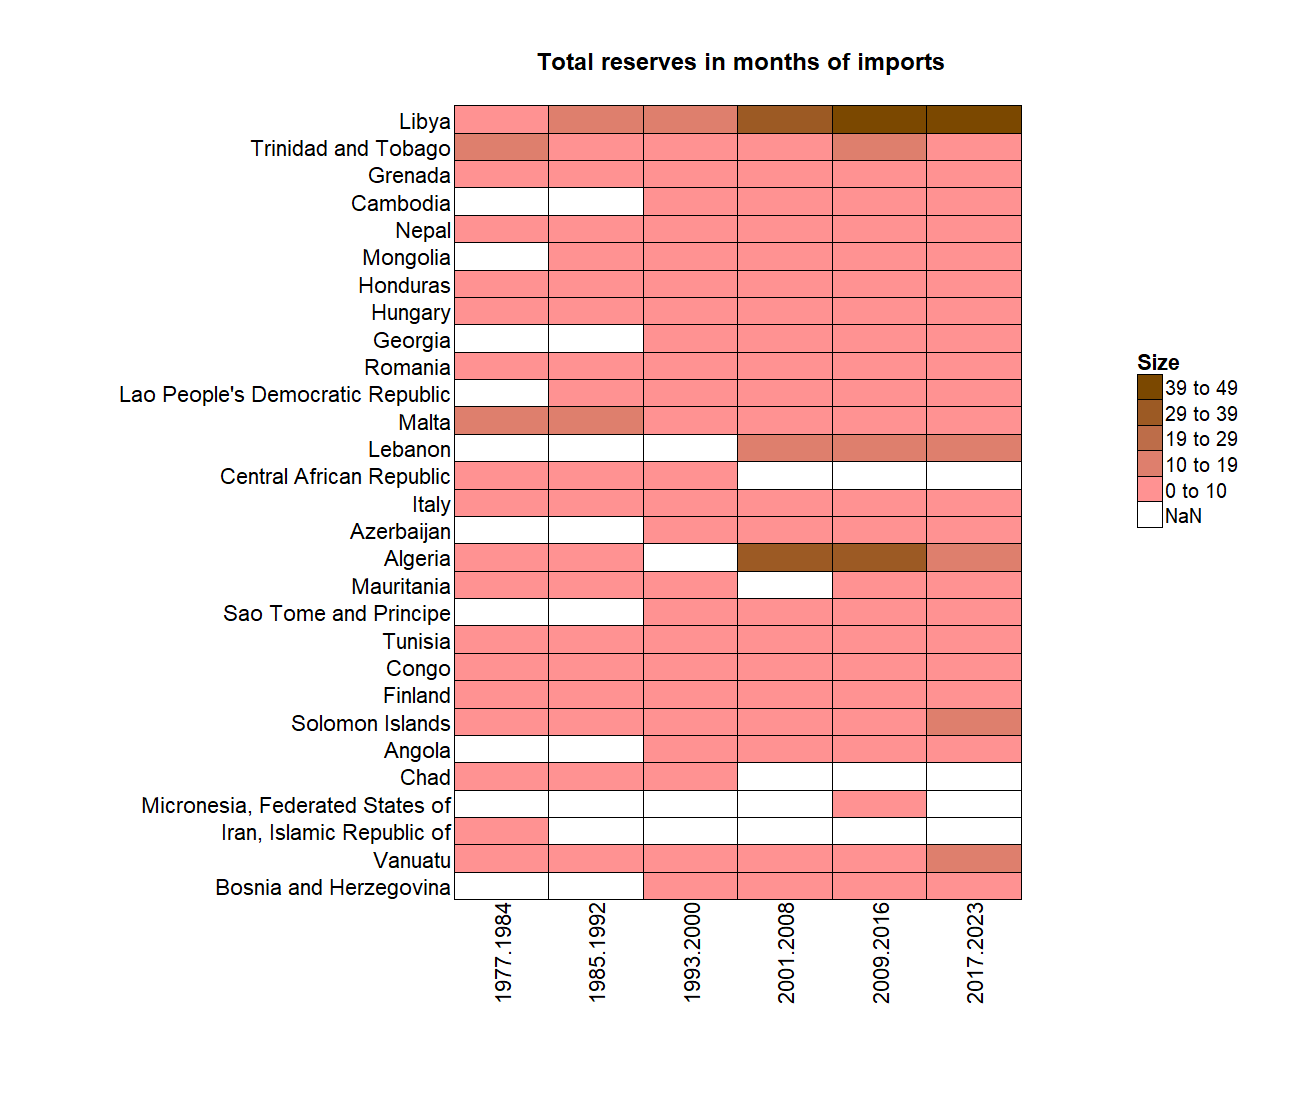 Total reserves in months of imports
Libya
Trinidad and Tobago
Grenada
Cambodia
Nepal
Mongolia
Honduras
Hungary
Georgia
Romania
Lao People's Democratic Republic
Malta
Lebanon
Central African Republic
Italy
Azerbaijan
Algeria
Mauritania
Sao Tome and Principe
Tunisia
Congo
Finland
Solomon Islands
Angola
Chad
Micronesia, Federated States of
Iran, Islamic Republic of
Vanuatu
Bosnia and Herzegovina
1977.1984
1985.1992
1993.2000
2001.2008
2009.2016
2017.2023
Size
39 to 49
29 to 39
19 to 29
10 to 19
0 to 10
NaN